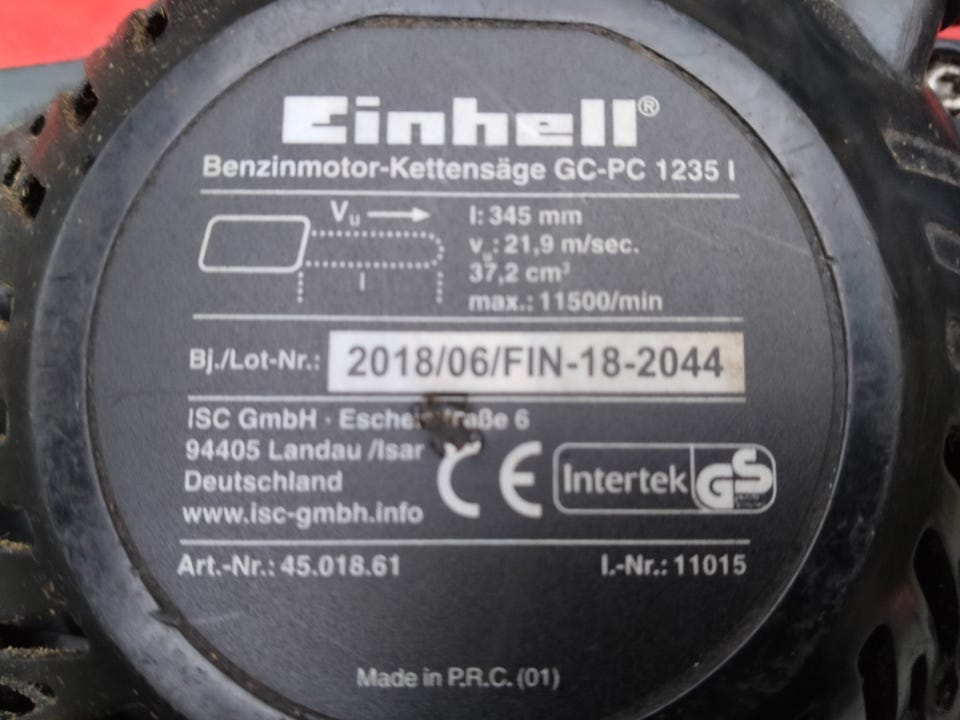 Einhell®
Benzinmotor-Kettensäge GC-PC 1235 I
Vu
l: 345 mm
vu: 21,9 m/sec.
l
37,2 cm³
max.: 11500/min
Bj./Lot-Nr.: 2018/06/FIN-18-2044
ISC GmbH · 6
94405 Landau /Isar
Deutschland
www.isc-gmbh.info
CE Intertek GS
Art.-Nr.: 45.018.61 I.-Nr.: 11015
Made in P.R.C. (01)